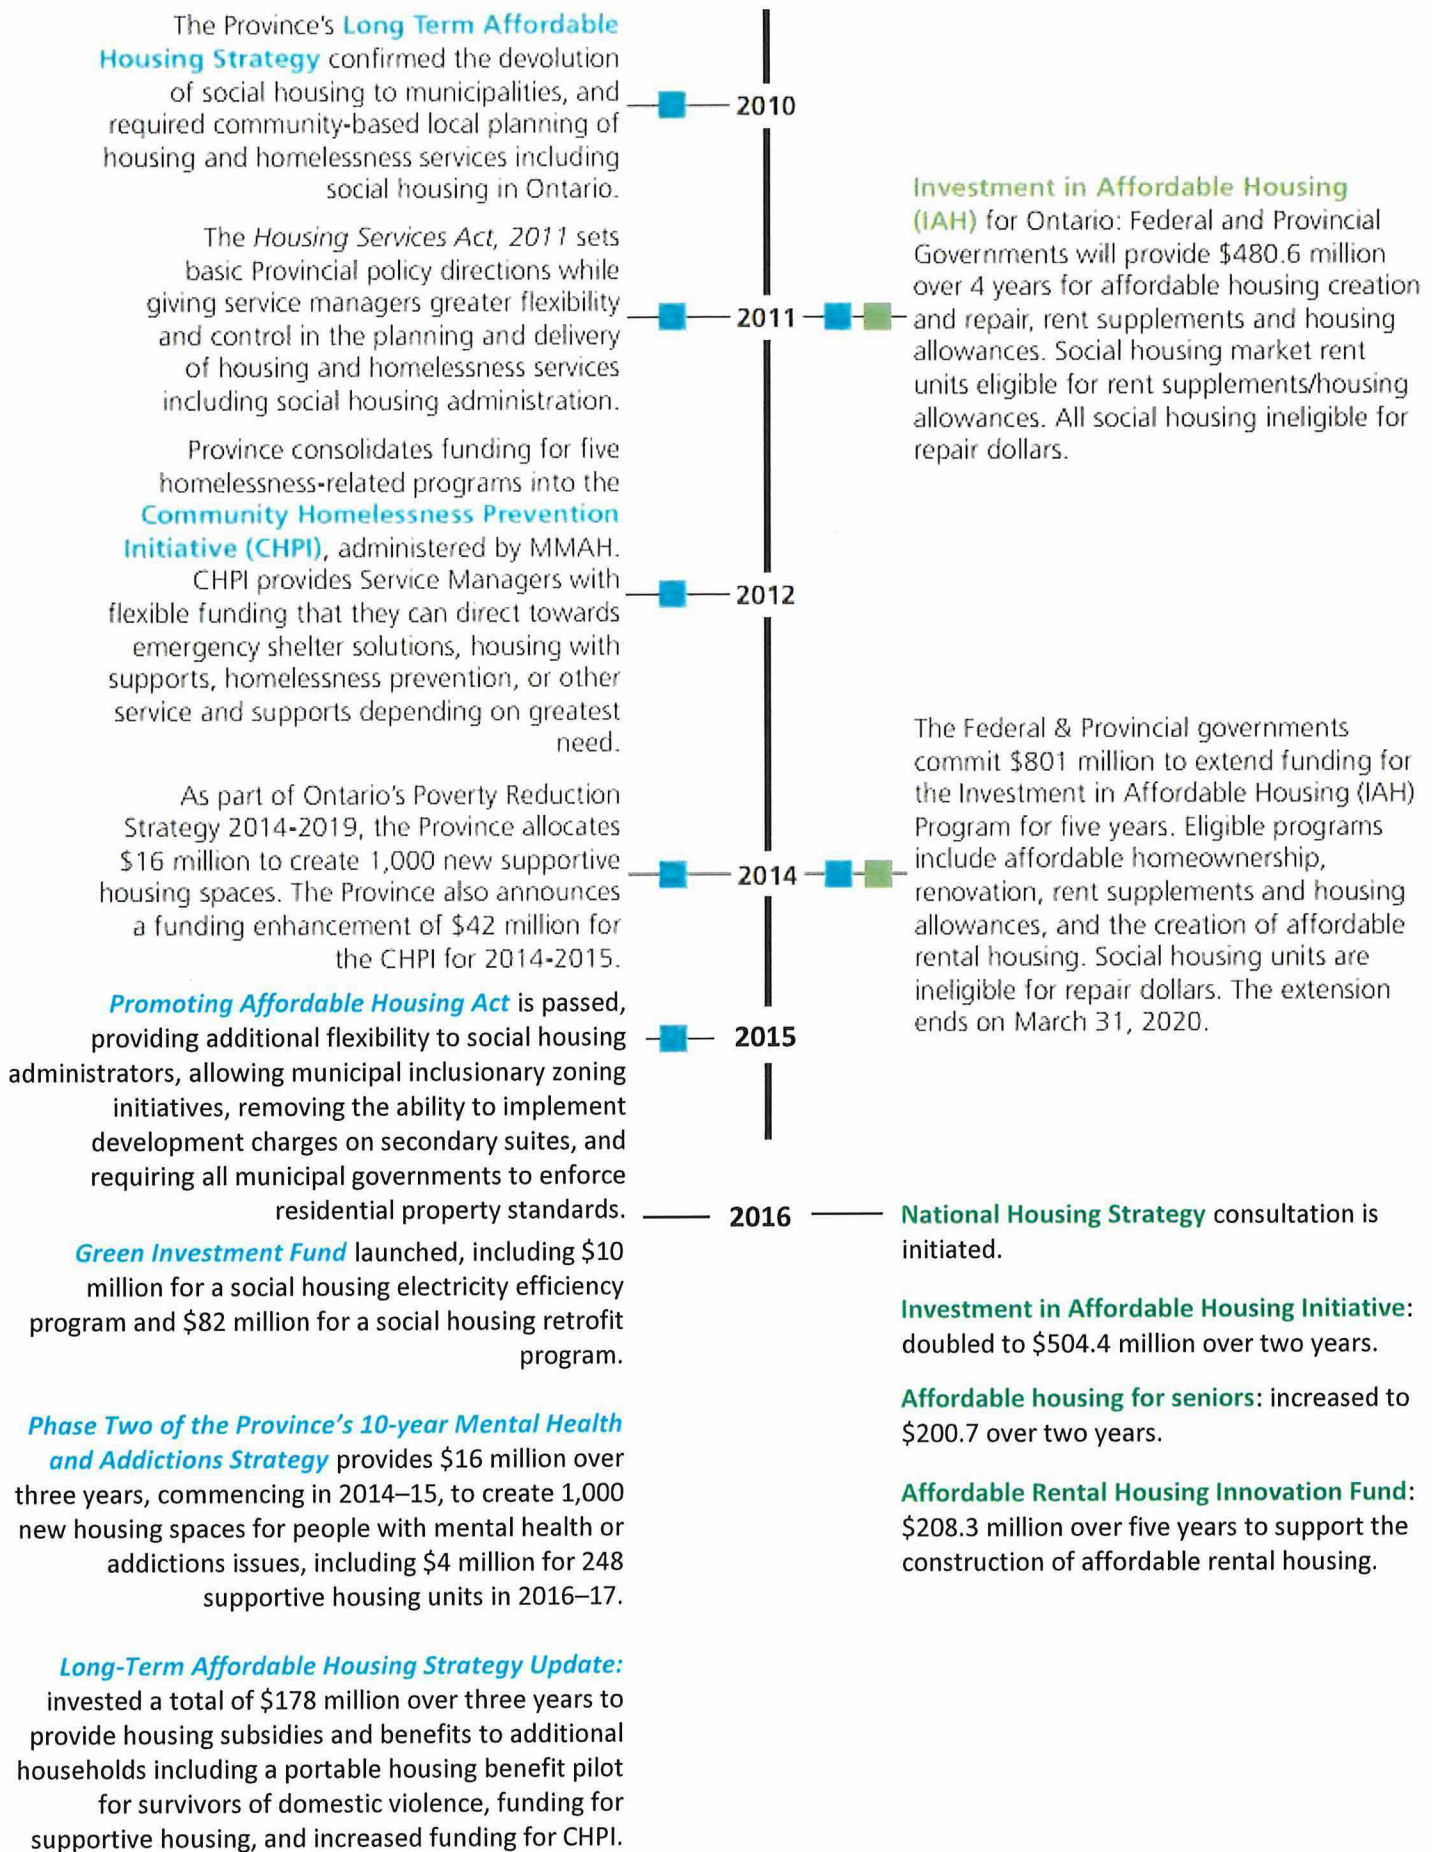 The Province's Long Term Affordable
Housing Strategy confirmed the devolution
of social housing to municipalities, and
required community-based local planning of
housing and homelessness services including
social housing in Ontario.
2010
The Housing Services Act, 2011 sets
basic Provincial policy directions while
giving service managers greater flexibility
and control in the planning and delivery
of housing and homelessness services
including social housing administration.
2011
Investment in Affordable Housing
(IAH) for Ontario: Federal and Provincial
Governments will provide $480.6 million
over 4 years for affordable housing creation
and repair, rent supplements and housing
allowances. Social housing market rent
units eligible for rent supplements/housing
allowances. All social housing ineligible for
repair dollars.
Province consolidates funding for five
homelessness-related programs into the
Community Homelessness Prevention
Initiative (CHPI), administered by MMAH.
CHPI provides Service Managers with
flexible funding that they can direct towards
emergency shelter solutions, housing with
supports, homelessness prevention, or other
service and supports depending on greatest
need.
2012
As part of Ontario's Poverty Reduction
Strategy 2014-2019, the Province allocates
$16 million to create 1,000 new supportive
housing spaces. The Province also announces
a funding enhancement of $42 million for
the CHPI for 2014-2015.
2014
The Federal & Provincial governments
commit $801 million to extend funding for
the Investment in Affordable Housing (IAH)
Program for five years. Eligible programs
include affordable homeownership,
renovation, rent supplements and housing
allowances, and the creation of affordable
rental housing. Social housing units are
ineligible for repair dollars. The extension
ends on March 31, 2020.
Promoting Affordable Housing Act is passed,
providing additional flexibility to social housing
administrators, allowing municipal inclusionary zoning
initiatives, removing the ability to implement
development charges on secondary suites, and
requiring all municipal governments to enforce
residential property standards.
2015
2016
Green Investment Fund launched, including $10
million for a social housing electricity efficiency
program and $82 million for a social housing retrofit
program.
Phase Two of the Province's 10-year Mental Health
and Addictions Strategy provides $16 million over
three years, commencing in 2014–15, to create 1,000
new housing spaces for people with mental health or
addictions issues, including $4 million for 248
supportive housing units in 2016–17.
Long-Term Affordable Housing Strategy Update:
invested a total of $178 million over three years to
provide housing subsidies and benefits to additional
households including a portable housing benefit pilot
for survivors of domestic violence, funding for
supportive housing, and increased funding for CHPI.
National Housing Strategy consultation is
initiated.
Investment in Affordable Housing Initiative:
doubled to $504.4 million over two years.
Affordable housing for seniors: increased to
$200.7 over two years.
Affordable Rental Housing Innovation Fund:
$208.3 million over five years to support the
construction of affordable rental housing.